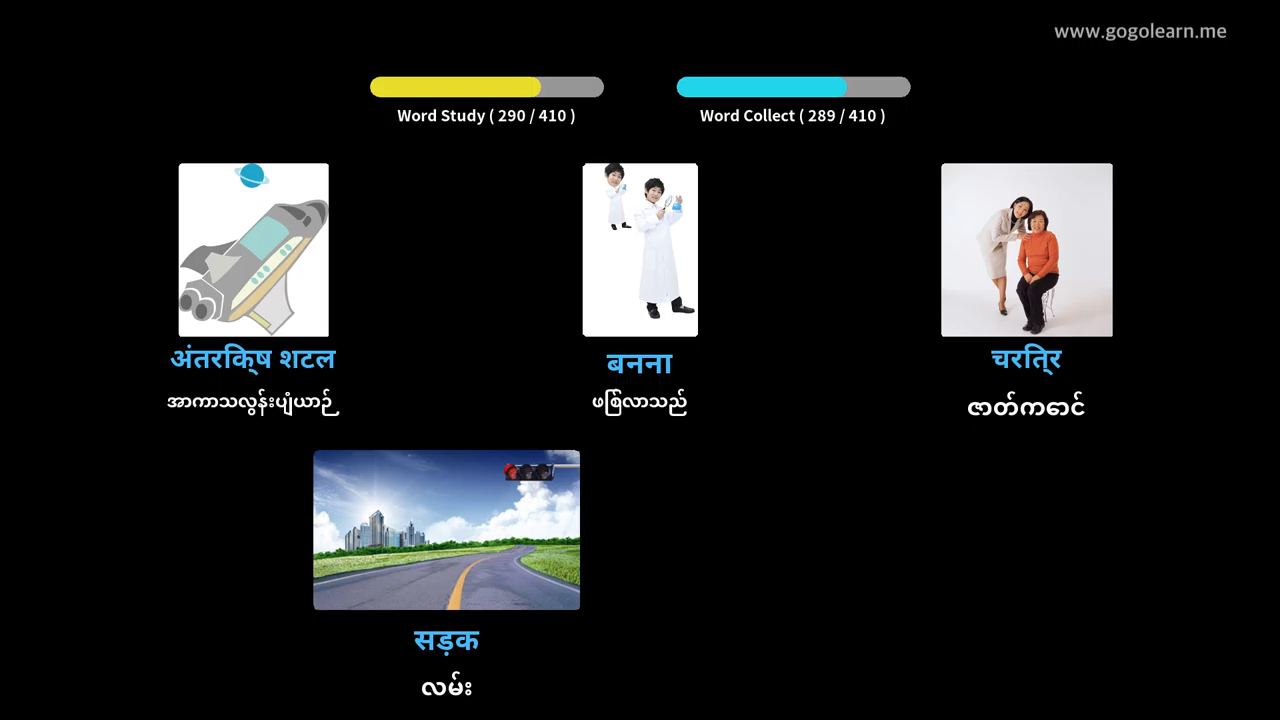 www.gogolearn.me
Word Study ( 290 / 410 )
Word Collect ( 289 / 410 )
अंतरिक्ष शटल
बनना
चरित्र
အာကာသလွန်းပျံယာဉ်
ဖြစ်လာသည်
ဇာတ်ကောင်
सड़क
လမ်း